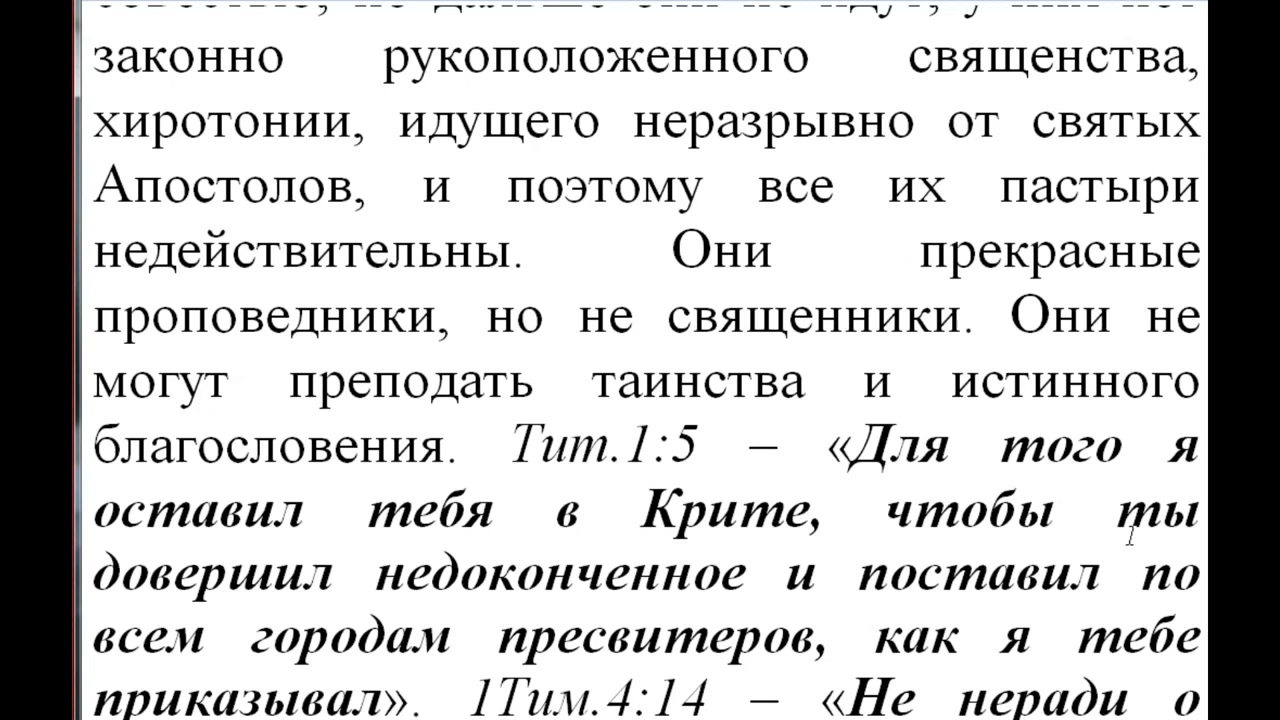 законно рукоположенного священства,
хиротонии, идущего неразрывно от святых
Апостолов, и поэтому все их пастыри
недействительны. Они прекрасные
проповедники, но не священники. Они не
могут преподать таинства и истинного
благословения. Тит.1:5 – «Для того я
оставил тебя в Крите, чтобы ты
довершил недоконченное и поставил по
всем городам пресвитеров, как я тебе
приказывал». 1Тим.4:14 – «Не неради о